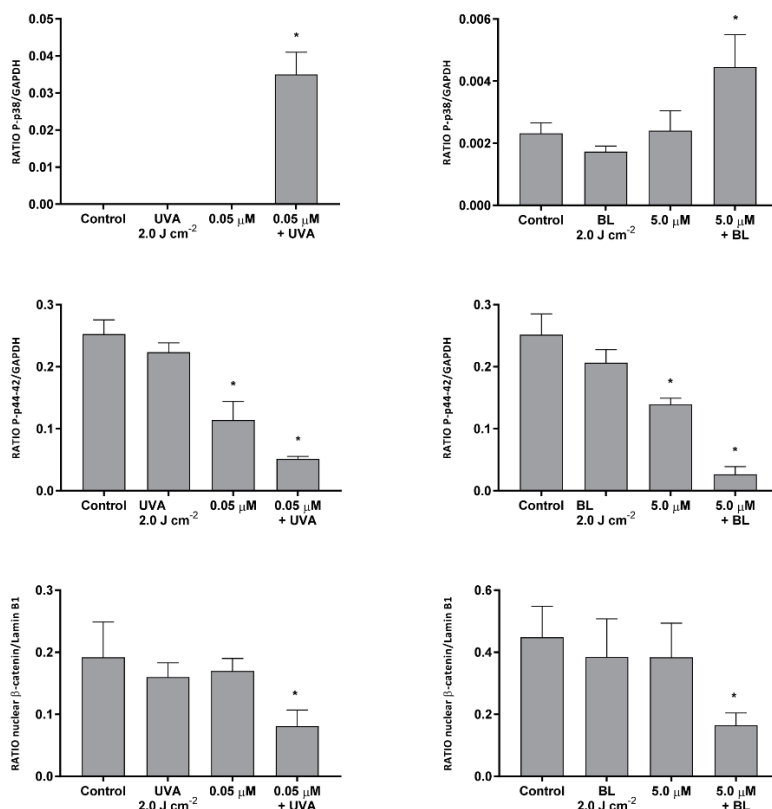 RATIO P-p38/GAPDH
0.05
0.04
0.03
0.02
0.01
0.00
*
Control UVA 0.05 μM 0.05 μM
2.0 J cm-2 + UVA
RATIO P-p38/GAPDH
0.006
0.004
0.002
0.000
*
Control BL 5.0 μM 5.0 μM
2.0 J cm-2 + BL
RATIO P-p44-42/GAPDH
0.3
0.2
0.1
0.0
*
*
Control UVA 0.05 μM 0.05 μM
2.0 J cm-2 + UVA
RATIO P-p44-42/GAPDH
0.3
0.2
0.1
0.0
*
*
Control BL 5.0 μM 5.0 μM
2.0 J cm-2 + BL
RATIO nuclear β-catenin/Lamin B1
0.3
0.2
0.1
0.0
*
Control UVA 0.05 μM 0.05 μM
2.0 J cm-2 + UVA
RATIO nuclear β-catenin/Lamin B1
0.6
0.4
0.2
0.0
*
Control BL 5.0 μM 5.0 μM
2.0 J cm-2 + BL